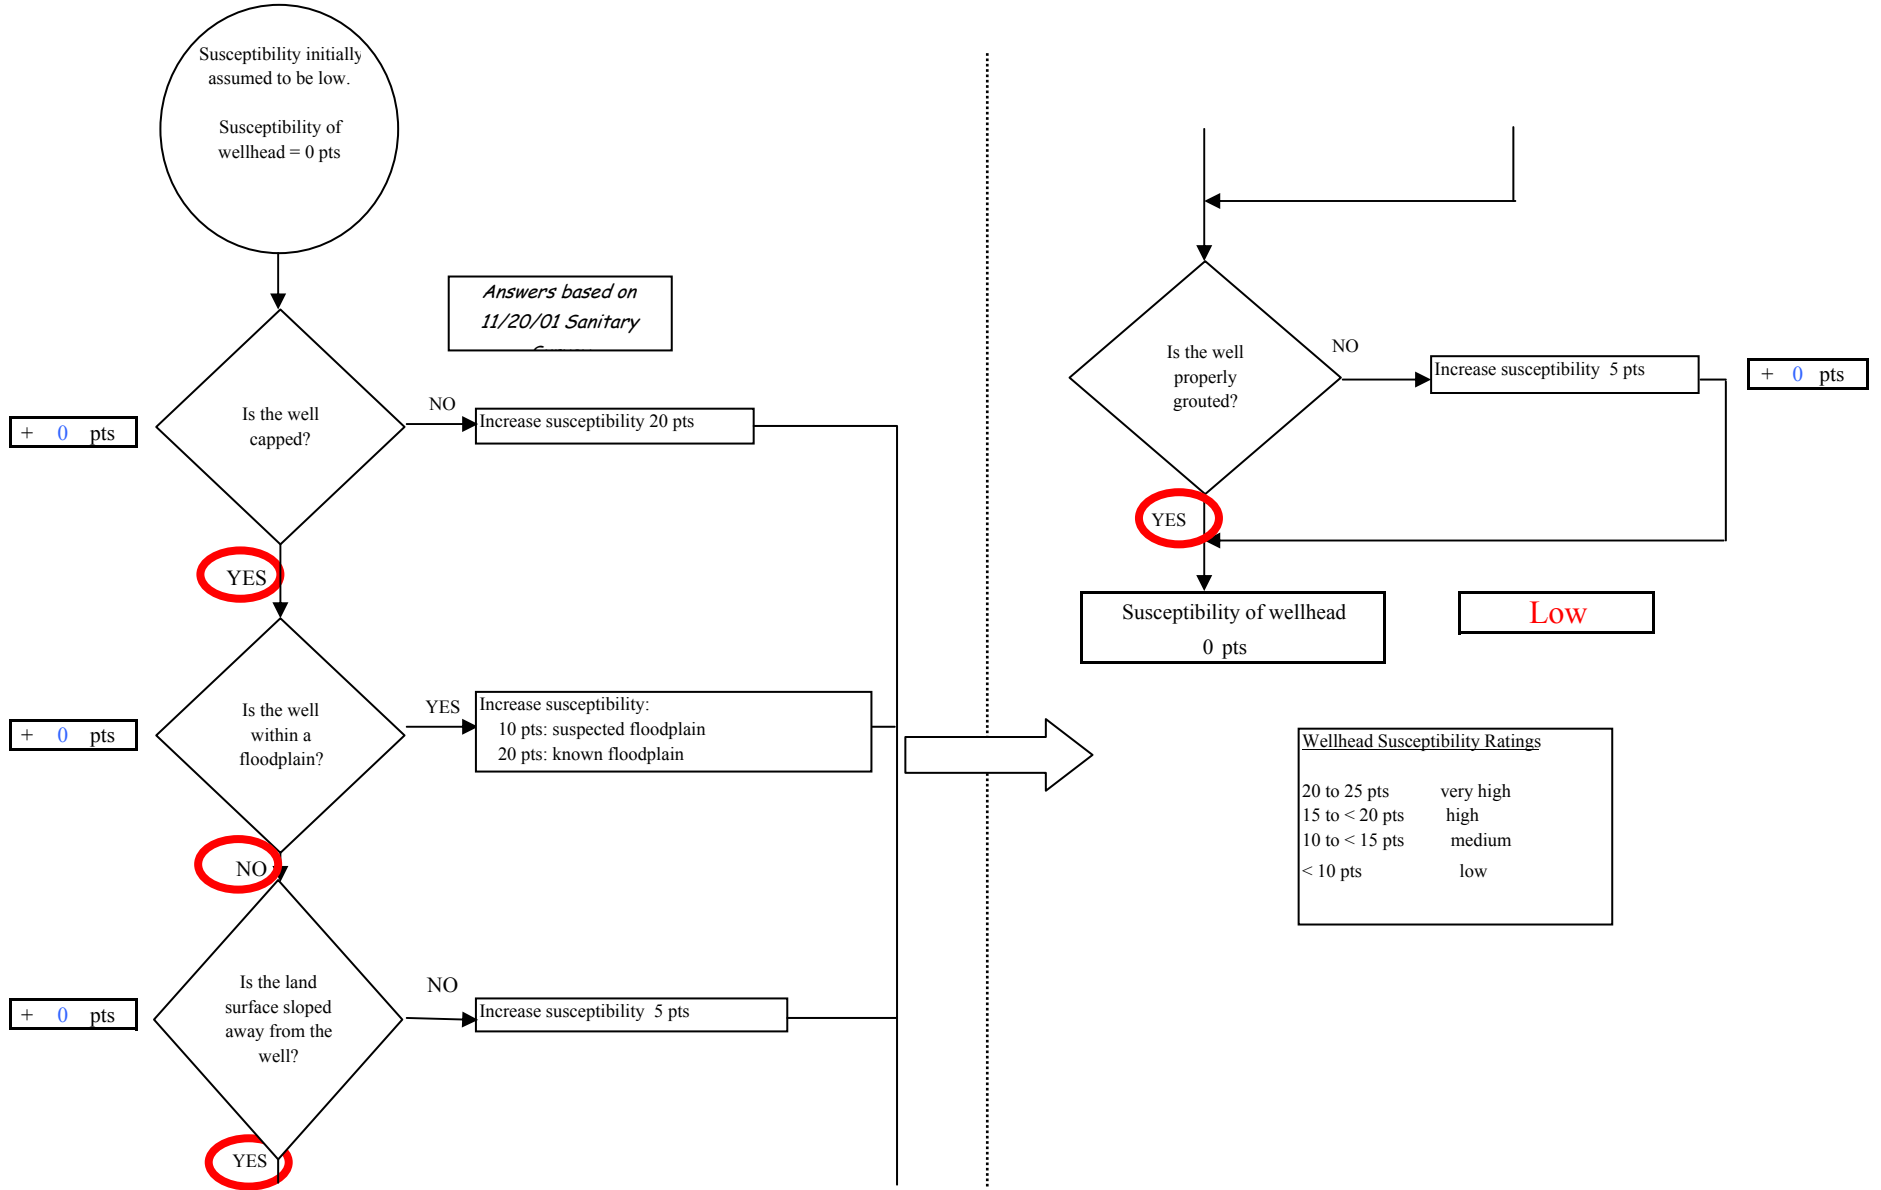 Susceptibility initially
assumed to be low.
Susceptibility of
wellhead = 0 pts
Answers based on
11/20/01 Sanitary
Is the well
capped?
NO
Increase susceptibility 20 pts
+ 0 pts
YES
Is the well
within a
floodplain?
YES
Increase susceptibility:
10 pts: suspected floodplain
20 pts: known floodplain
+ 0 pts
NO
Is the land
surface sloped
away from the
well?
NO
Increase susceptibility 5 pts
+ 0 pts
YES
Is the well
properly
grouted?
NO
Increase susceptibility 5 pts
+ 0 pts
YES
Susceptibility of wellhead
0 pts
Low
Wellhead Susceptibility Ratings
20 to 25 pts very high
15 to < 20 pts high
10 to < 15 pts medium
< 10 pts low